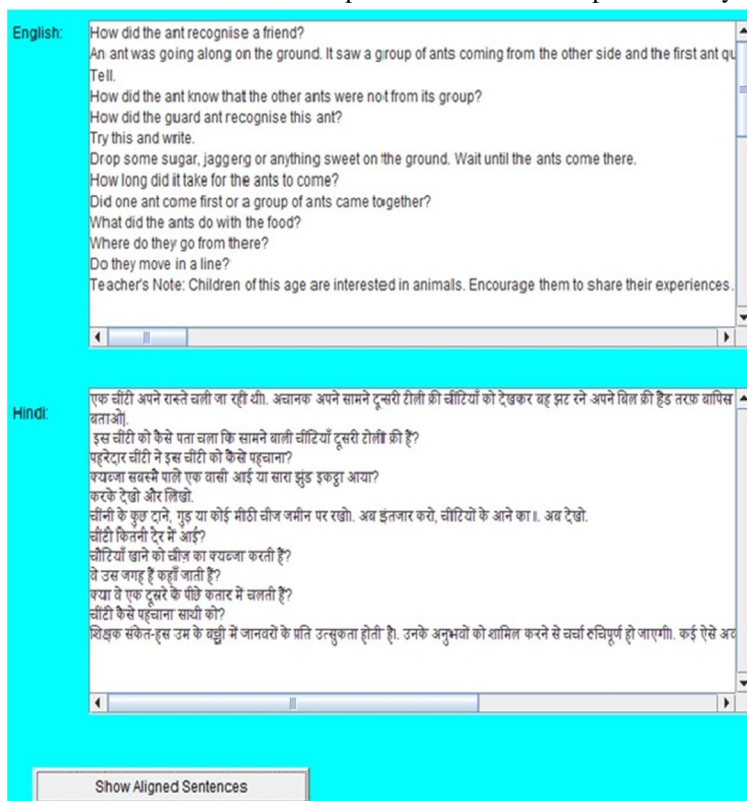 English:
How did the ant recognise a friend?
An ant was going along on the ground. It saw a group of ants coming from the other side and the first ant qu
Tell.
How did the ant know that the other ants were not from its group?
How did the guard ant recognise this ant?
Try this and write.
Drop some sugar, jaggerg or anything sweet on the ground. Wait until the ants come there.
How long did it take for the ants to come?
Did one ant come first or a group of ants came together?
What did the ants do with the food?
Where do they go from there?
Do they move in a line?
Teacher's Note: Children of this age are interested in animals. Encourage them to share their experiences.
Hindi:
एक चींटी अपने रास्ते चली जा रही थी. अचानक अपने सामने दूसरी टीली क्री चींटियाँ को देखकर वह झट रने अपने बिल क्री हैड तरफ़ वापिस
बताओ|.
इस चींटी को कैसे पता चला कि सामने बाली चींटियाँ दूसरी टोली क्री हैं?
पहरेदार चींटी ने इस चींटी को कैसे पहचाना?
क्यब्जा सबस्मै पाले एक वासी आई या सारा झुंड इकट्ठा आया?
करके देखो और लिखो.
चींनी के कुछ दाने, गुड़ या कोई मीठी चीज जमीन पर रखो. अब इंतजार करो, चींटियों के आने का॥. अब देखो.
चींटी कितनी देर में आई?
चौटियाँ खाने को चीज़ का क्यब्जा करती हैं?
वे उस जगह हैं कहाँ जाती हैं?
क्या वे एक दूसरे के पीछे कतार में चलती हैं?
चींटी कैसे पहचाना साथी को?
शिक्षक संकेत-हस उम के बच्ची में जानवरों के प्रति उत्सुकता होती है|. उनके अनुभवों को शामिल करने से चर्चा रुचिपूर्ण हो जाएगी. कई ऐसे
Show Aligned Sentences